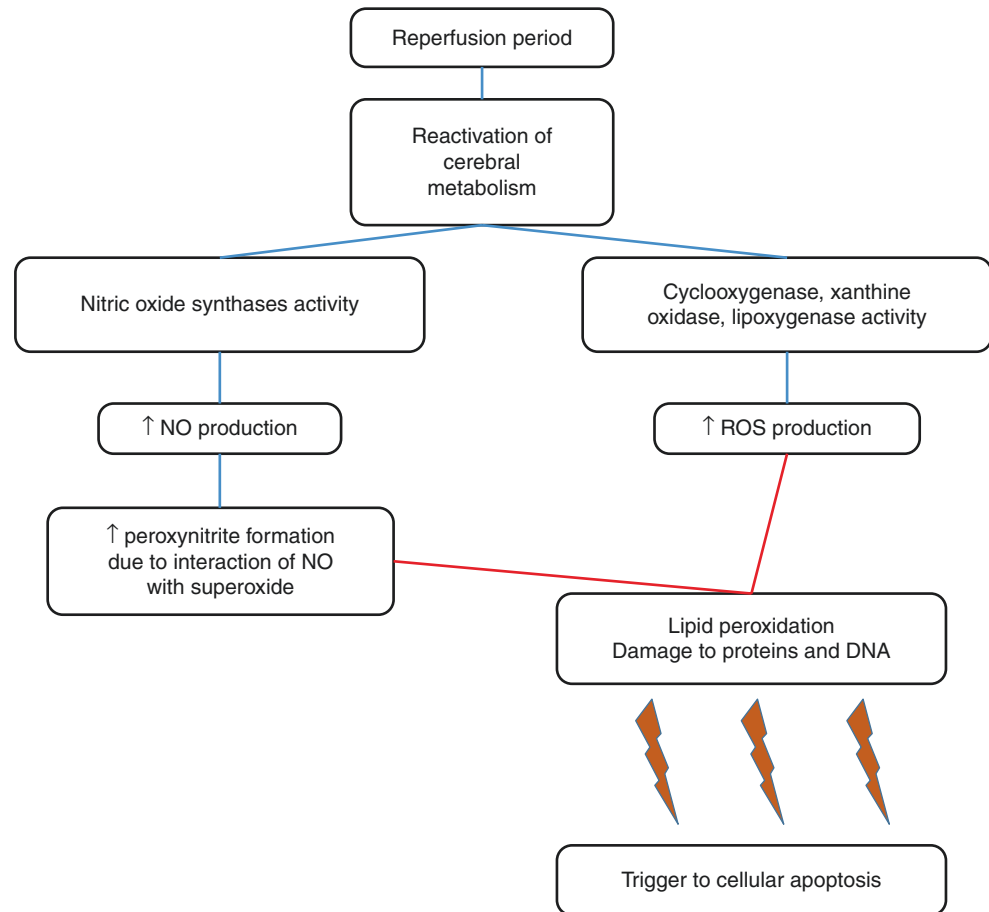 Reperfusion period
Reactivation of
cerebral
metabolism
Nitric oxide synthases activity
Cyclooxygenase, xanthine
oxidase, lipoxygenase activity
↑ NO production
↑ ROS production
↑ peroxynitrite formation
due to interaction of NO
with superoxide
Lipid peroxidation
Damage to proteins and DNA
Trigger to cellular apoptosis